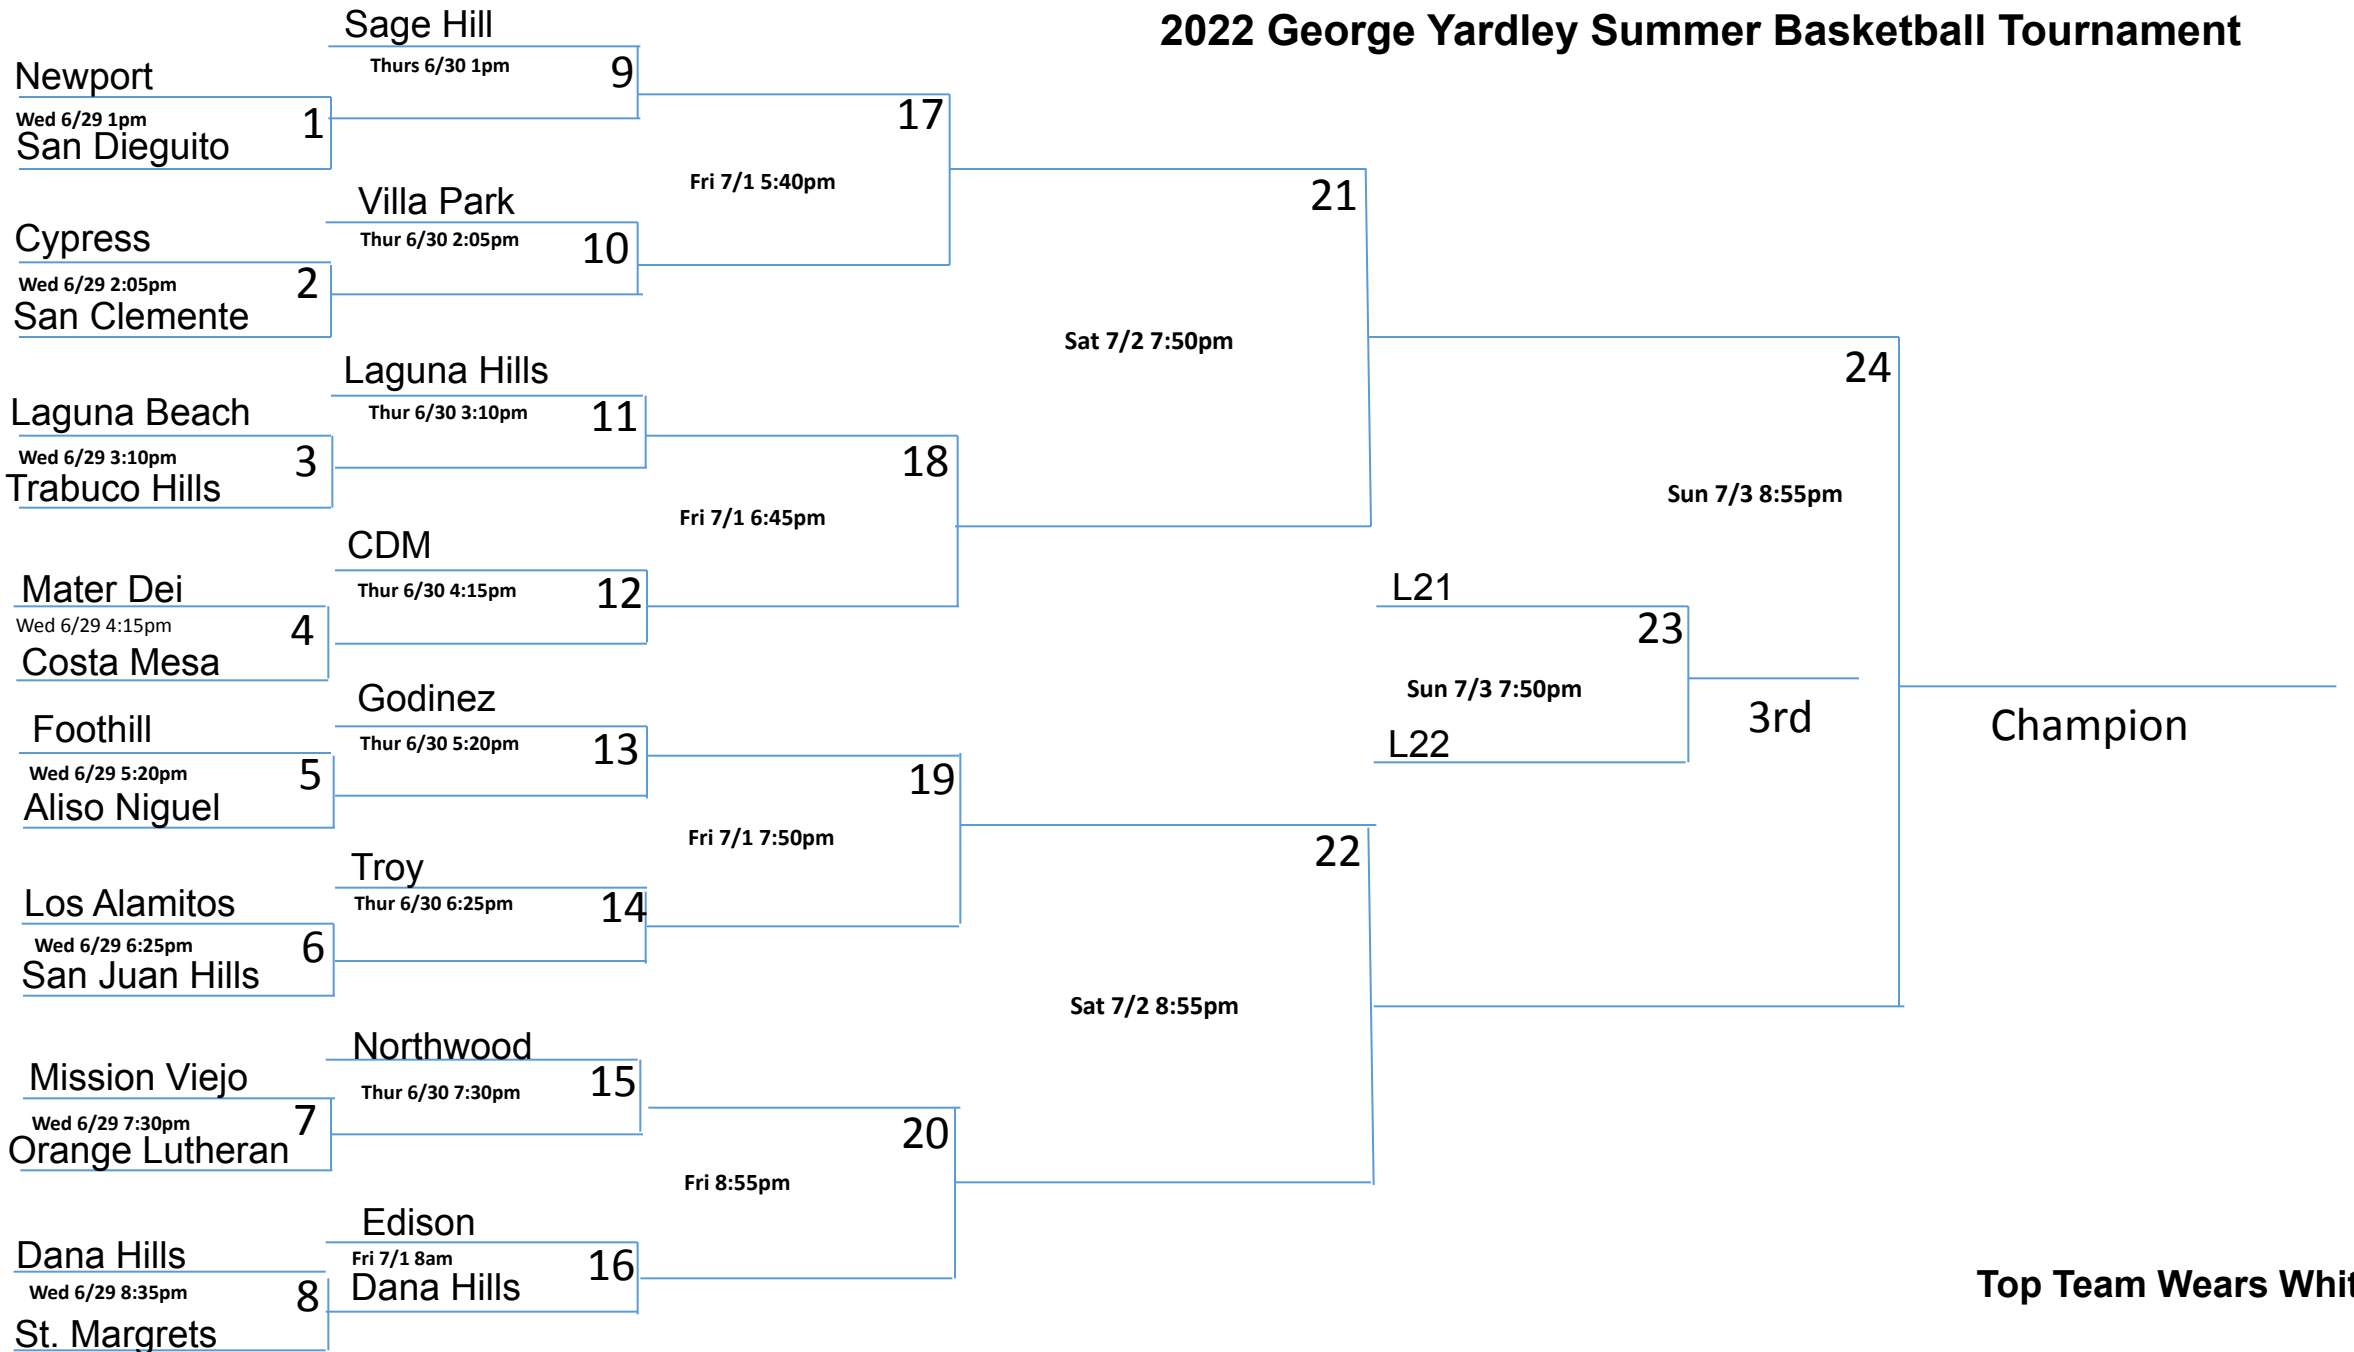 2022 George Yardley Summer Basketball Tournament
Sage Hill
Thurs 6/30 1pm
9
Newport
Wed 6/29 1pm
1
San Dieguito
17
Fri 7/1 5:40pm
Villa Park
Thur 6/30 2:05pm
10
Cypress
Wed 6/29 2:05pm
2
San Clemente
21
Sat 7/2 7:50pm
Laguna Hills
Thur 6/30 3:10pm
11
Laguna Beach
Wed 6/29 3:10pm
3
Trabuco Hills
18
Fri 7/1 6:45pm
24
Sun 7/3 8:55pm
CDM
Thur 6/30 4:15pm
12
Mater Dei
Wed 6/29 4:15pm
4
Costa Mesa
L21
23
Sun 7/3 7:50pm
L22
3rd
Champion
Godinez
Thur 6/30 5:20pm
13
Foothill
Wed 6/29 5:20pm
5
Aliso Niguel
19
Fri 7/1 7:50pm
Troy
Thur 6/30 6:25pm
14
Los Alamitos
Wed 6/29 6:25pm
6
San Juan Hills
22
Sat 7/2 8:55pm
Northwood
Thur 6/30 7:30pm
15
Mission Viejo
Wed 6/29 7:30pm
7
Orange Lutheran
20
Fri 8:55pm
Edison
Fri 7/1 8am
16
Dana Hills
Dana Hills
Wed 6/29 8:35pm
8
St. Margrets
Top Team Wears Whit